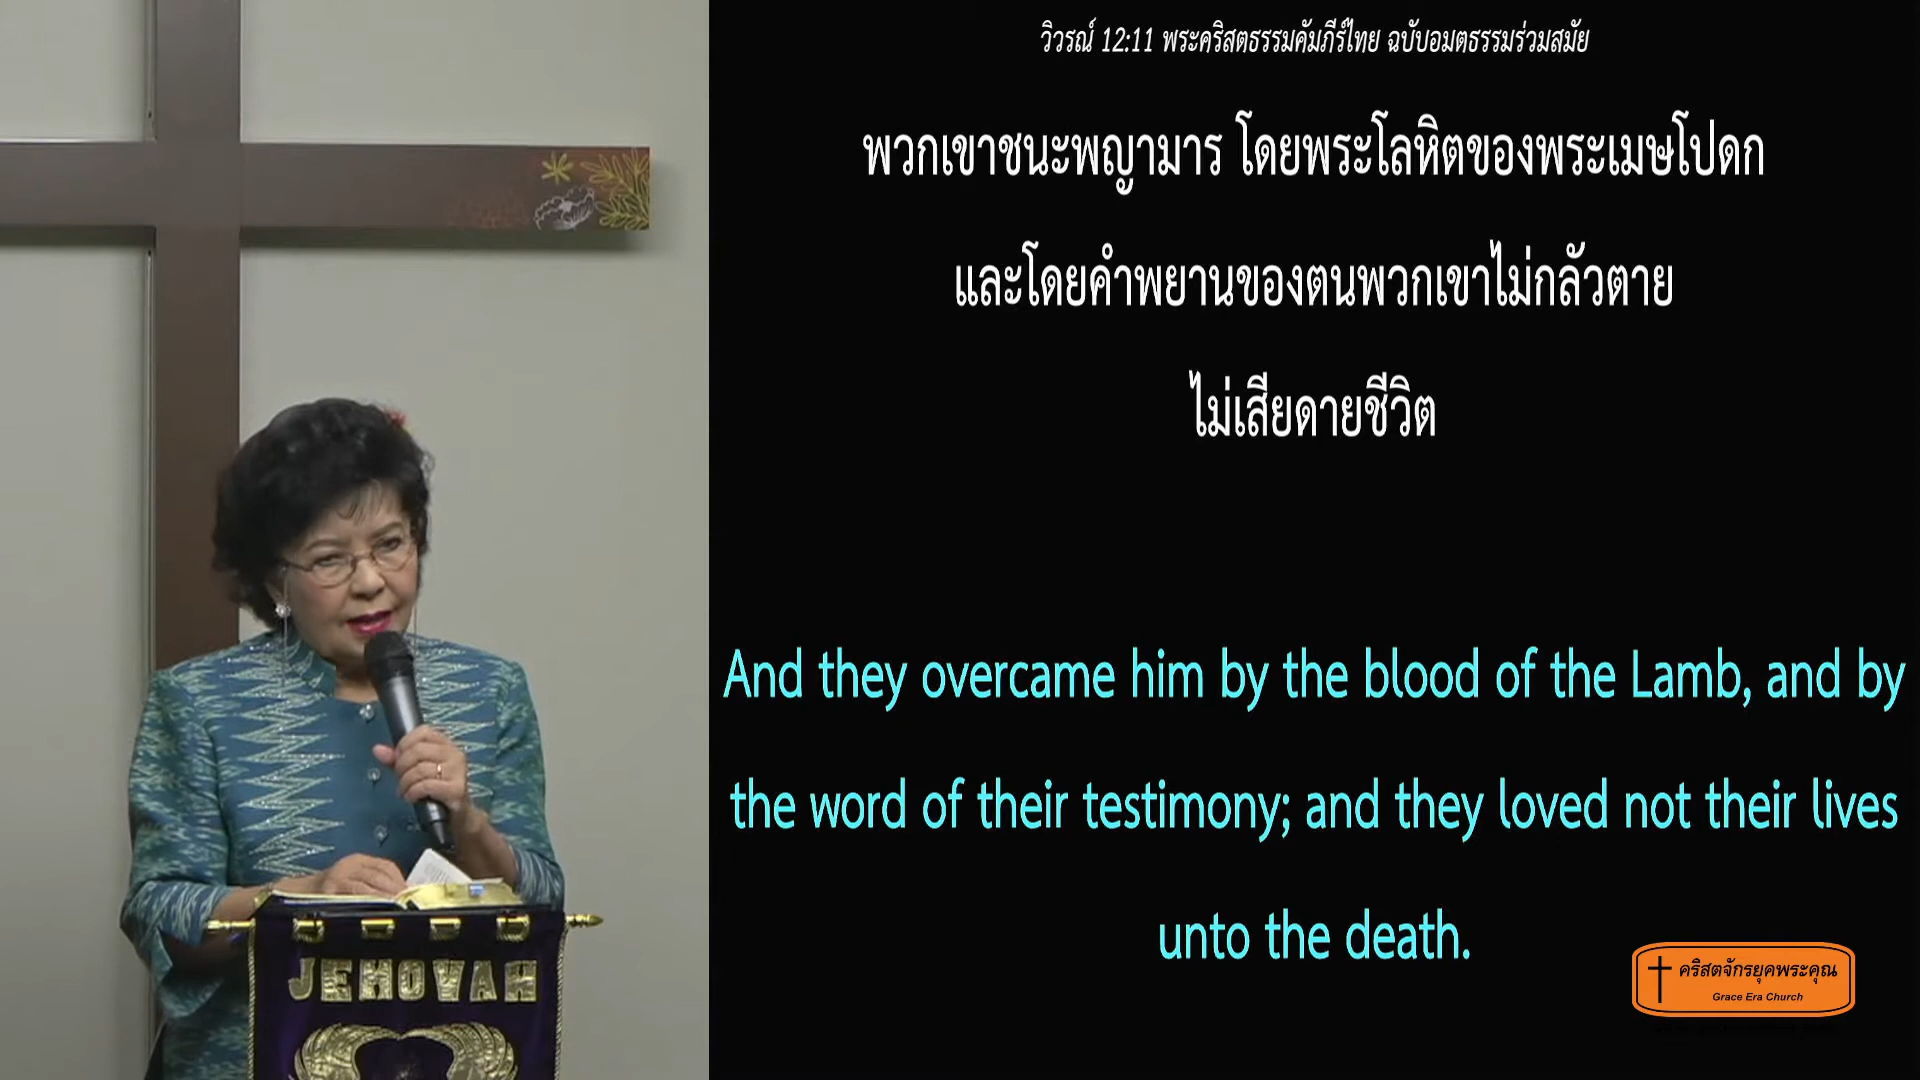 วิวรณ์ 12:11 พระคริสตธรรมคัมภีร์ไทย ฉบับอมตธรรมร่วมสมัย
พวกเขาชนะพญามาร โดยพระโลหิตของพระเมษโปดก
และโดยคำพยานของตนพวกเขาไม่กลัวตาย
ไม่เสียดายชีวิต
And they overcame him by the blood of the Lamb, and by
the word of their testimony; and they loved not their lives
unto the death.
คริสตจักรยุคพระคุณ
Grace Era Church
JEHOVAH